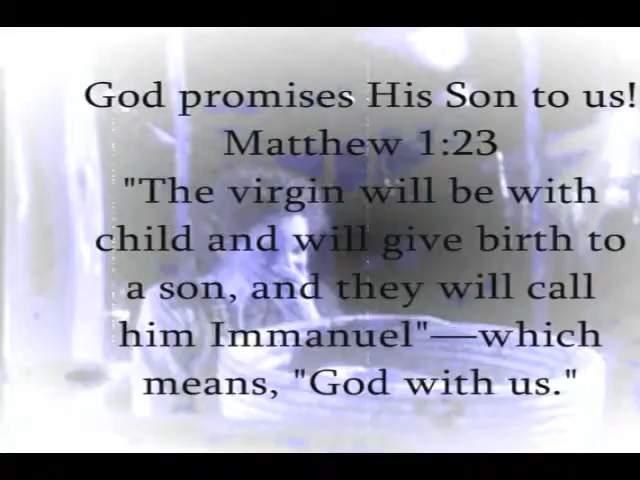 God promises His Son to us!
Matthew 1:23
"The virgin will be with
child and will give birth to
a son, and they will call
him Immanuel"—which
means, "God with us."